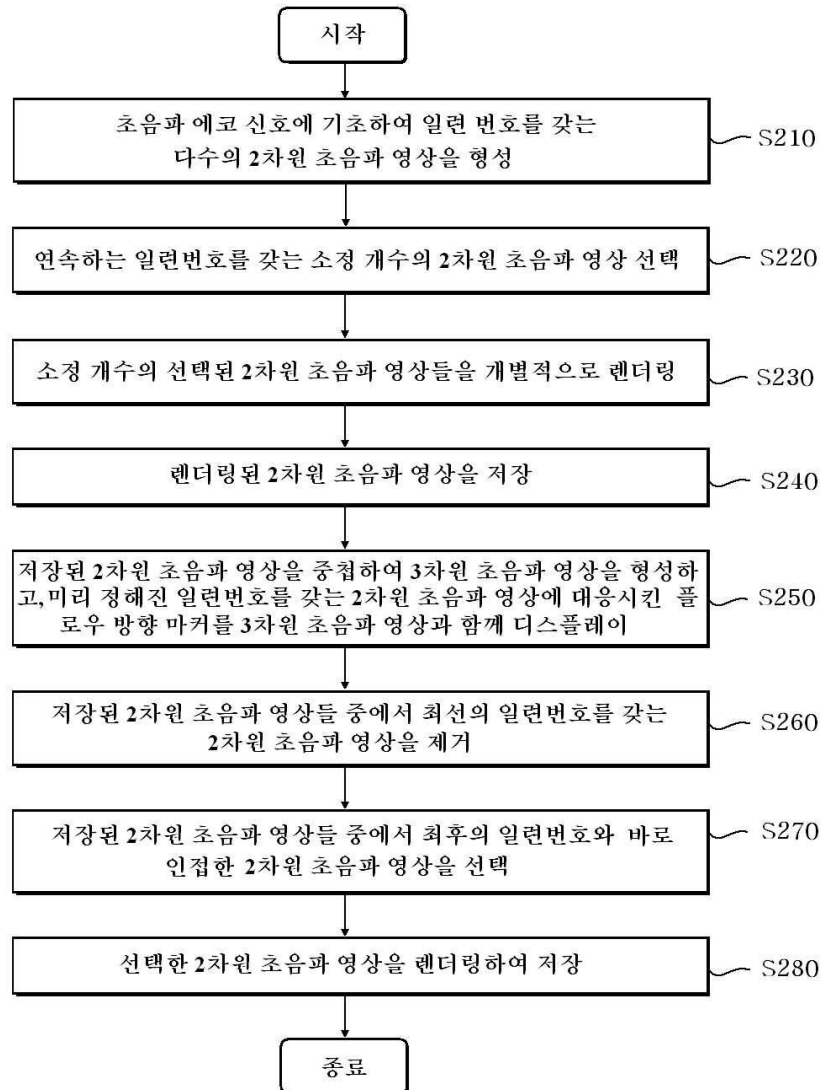 시작
초음파 에코 신호에 기초하여 일련 번호를 갖는
다수의 2차원 초음파 영상을 형성
S210
연속하는 일련번호를 갖는 소정 개수의 2차원 초음파 영상 선택
S220
소정 개수의 선택된 2차원 초음파 영상들을 개별적으로 렌더링
S230
렌더링된 2차원 초음파 영상을 저장
S240
저장된 2차원 초음파 영상을 중첩하여 3차원 초음파 영상을 형성하
고,미리 정해진 일련번호를 갖는 2차원 초음파 영상에 대응시킨 플
로우 방향 마커를 3차원 초음파 영상과 함께 디스플레이
S250
저장된 2차원 초음파 영상들 중에서 최선의 일련번호를 갖는
2차원 초음파 영상을 제거
S260
저장된 2차원 초음파 영상들 중에서 최후의 일련번호와 바로
인접한 2차원 초음파 영상을 선택
S270
선택한 2차원 초음파 영상을 렌더링하여 저장
S280
종료